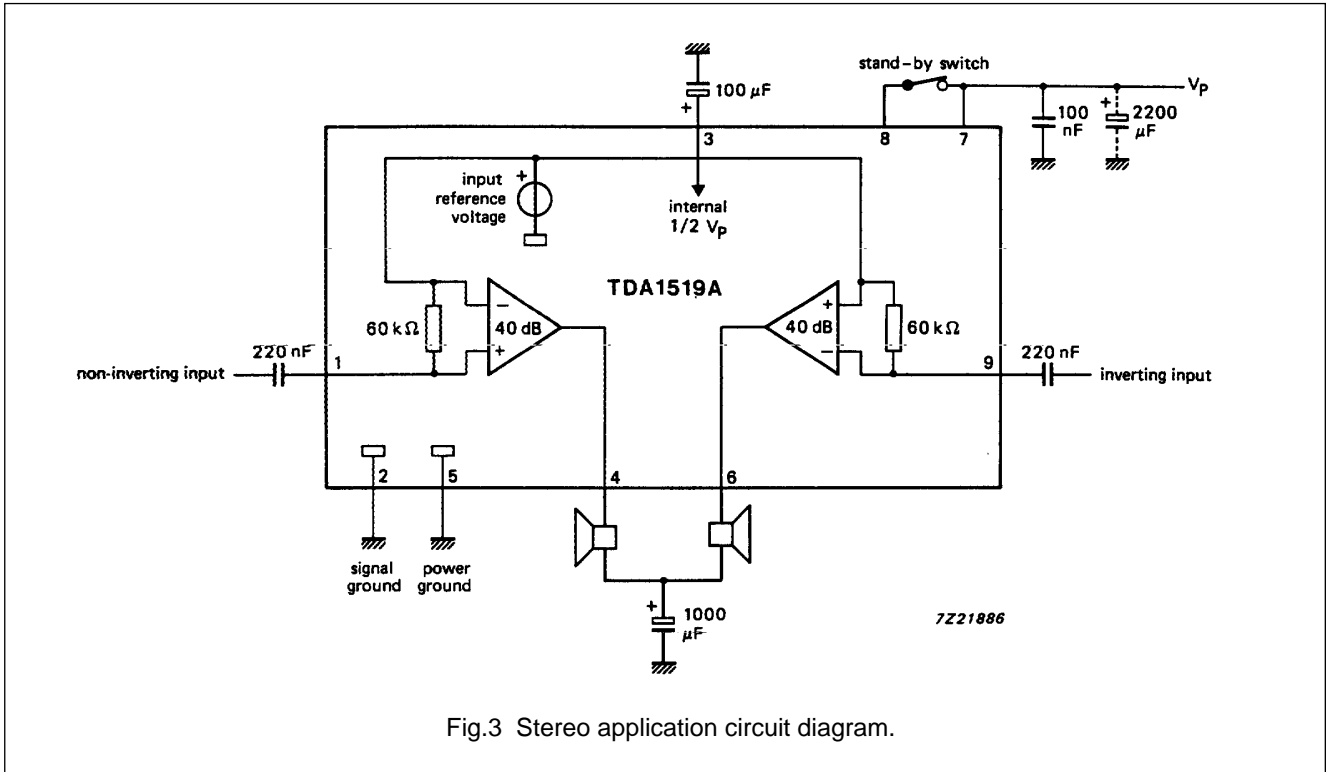 stand-by switch
100 µF
+
VP
3
8
7
100
nF
+
2200
µF
input
reference
voltage
+
internal
1/2 VP
TDA1519A
60 kΩ
−
40 dB
+
+
40 dB
−
60 kΩ
220 nF
non-inverting input
1
9
220 nF
inverting input
2
5
4
6
signal
ground
power
ground
+
1000
µF
7Z21886
Fig.3 Stereo application circuit diagram.